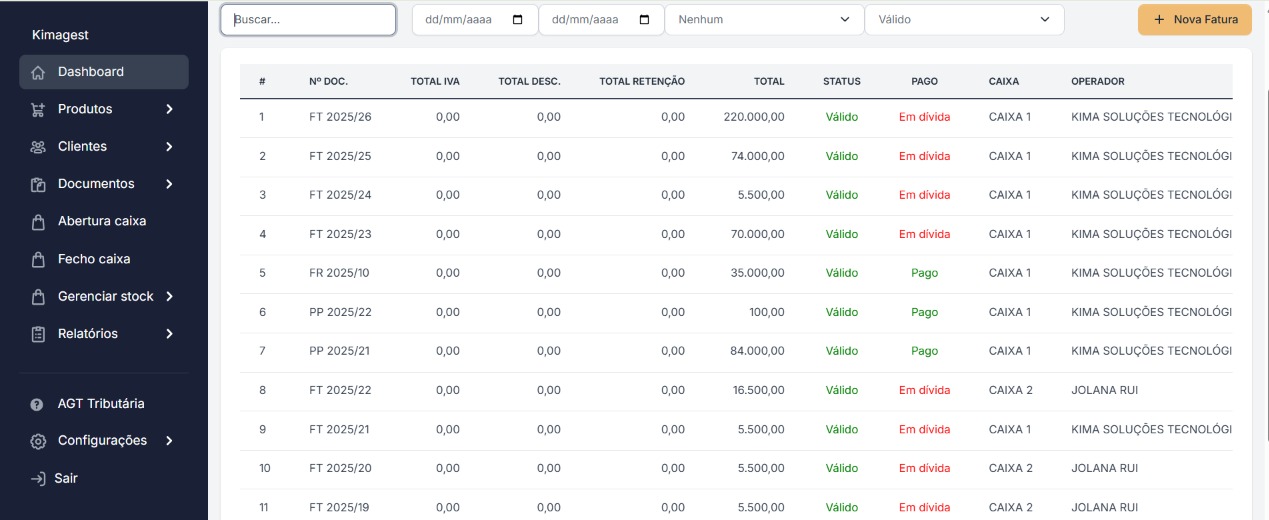 Kimagest
Dashboard
Produtos
Clientes
Documentos
Abertura caixa
Fecho caixa
Gerenciar stock
Relatórios
AGT Tributária
Configurações
Sair
Buscar... dd/mm/aaaa dd/mm/aaaa Nenhum Válido + Nova Fatura
# Nº DOC. TOTAL IVA TOTAL DESC. TOTAL RETENÇÃO TOTAL STATUS PAGO CAIXA OPERADOR
1 FT 2025/26 0,00 0,00 0,00 220.000,00 Válido Em dívida CAIXA 1 KIMA SOLUÇÕES TECNOLÓGI
2 FT 2025/25 0,00 0,00 0,00 74.000,00 Válido Em dívida CAIXA 1 KIMA SOLUÇÕES TECNOLÓGI
3 FT 2025/24 0,00 0,00 0,00 5.500,00 Válido Em dívida CAIXA 1 KIMA SOLUÇÕES TECNOLÓGI
4 FT 2025/23 0,00 0,00 0,00 70.000,00 Válido Em dívida CAIXA 1 KIMA SOLUÇÕES TECNOLÓGI
5 FR 2025/10 0,00 0,00 0,00 35.000,00 Válido Pago CAIXA 1 KIMA SOLUÇÕES TECNOLÓGI
6 PP 2025/22 0,00 0,00 0,00 100,00 Válido Pago CAIXA 1 KIMA SOLUÇÕES TECNOLÓGI
7 PP 2025/21 0,00 0,00 0,00 84.000,00 Válido Pago CAIXA 1 KIMA SOLUÇÕES TECNOLÓGI
8 FT 2025/22 0,00 0,00 0,00 16.500,00 Válido Em dívida CAIXA 2 JOLANA RUI
9 FT 2025/21 0,00 0,00 0,00 5.500,00 Válido Em dívida CAIXA 1 KIMA SOLUÇÕES TECNOLÓGI
10 FT 2025/20 0,00 0,00 0,00 5.500,00 Válido Em dívida CAIXA 2 JOLANA RUI
11 FT 2025/19 0,00 0,00 0,00 5.500,00 Válido Em dívida CAIXA 2 JOLANA RUI